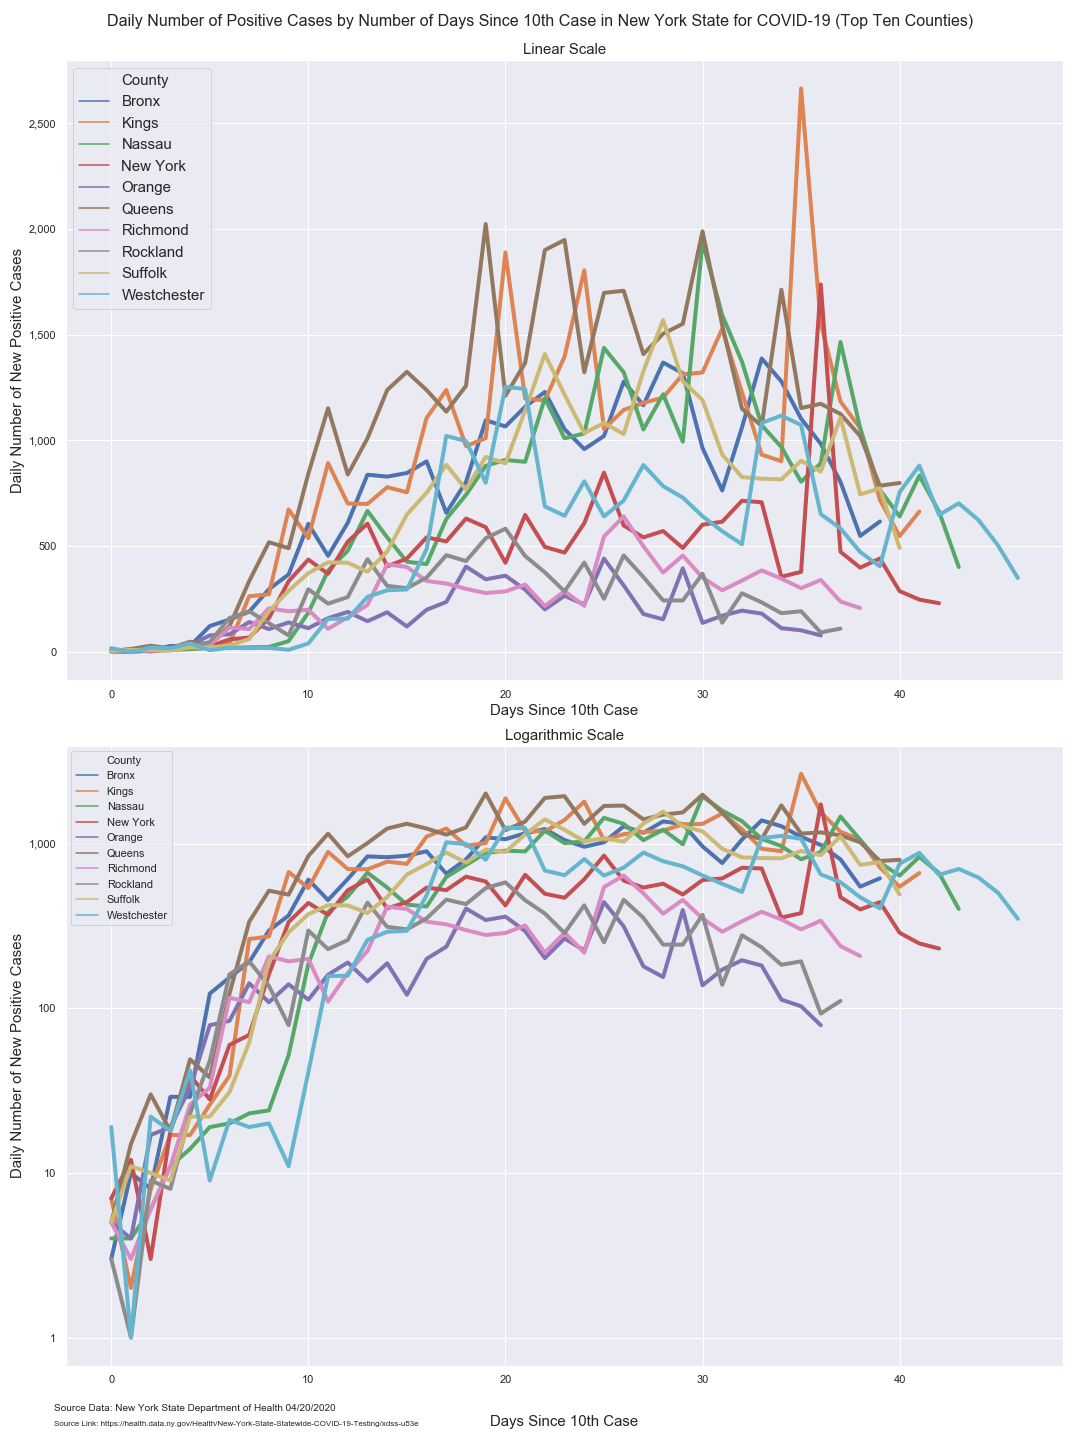 Daily Number of Positive Cases by Number of Days Since 10th Case in New York State for COVID-19 (Top Ten Counties)
Linear Scale
County
Bronx
Kings
Nassau
New York
Orange
Queens
Richmond
Rockland
Suffolk
Westchester
2,500
2,000
1,500
1,000
500
0
Daily Number of New Positive Cases
0 10 20 30 40
Days Since 10th Case
Logarithmic Scale
County
Bronx
Kings
Nassau
New York
Orange
Queens
Richmond
Rockland
Suffolk
Westchester
1,000
100
10
1
Daily Number of New Positive Cases
0 10 20 30 40
Days Since 10th Case
Source Data: New York State Department of Health 04/20/2020
Source Link: https://health.data.ny.gov/Health/New-York-State-Statewide-COVID-19-Testing/xdss-u53e